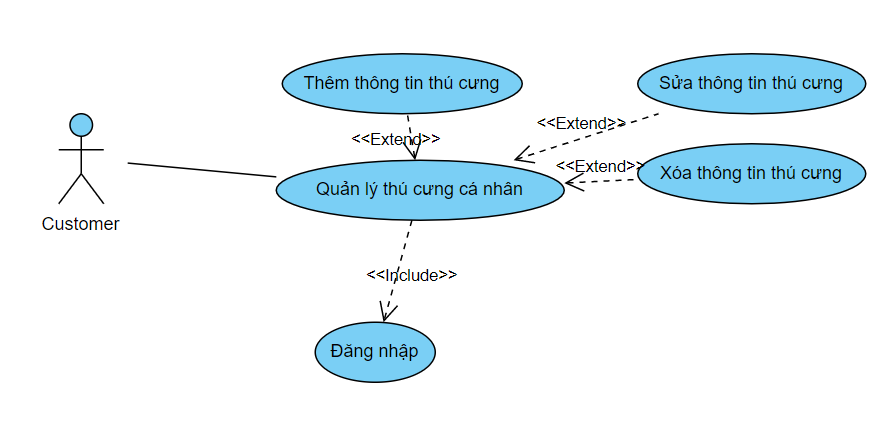 Thêm thông tin thú cưng
Sửa thông tin thú cưng
<<Extend>>
<<Extend>>
<<Extend>>
Xóa thông tin thú cưng
Quản lý thú cưng cá nhân
Customer
<<Include>>
Đăng nhập